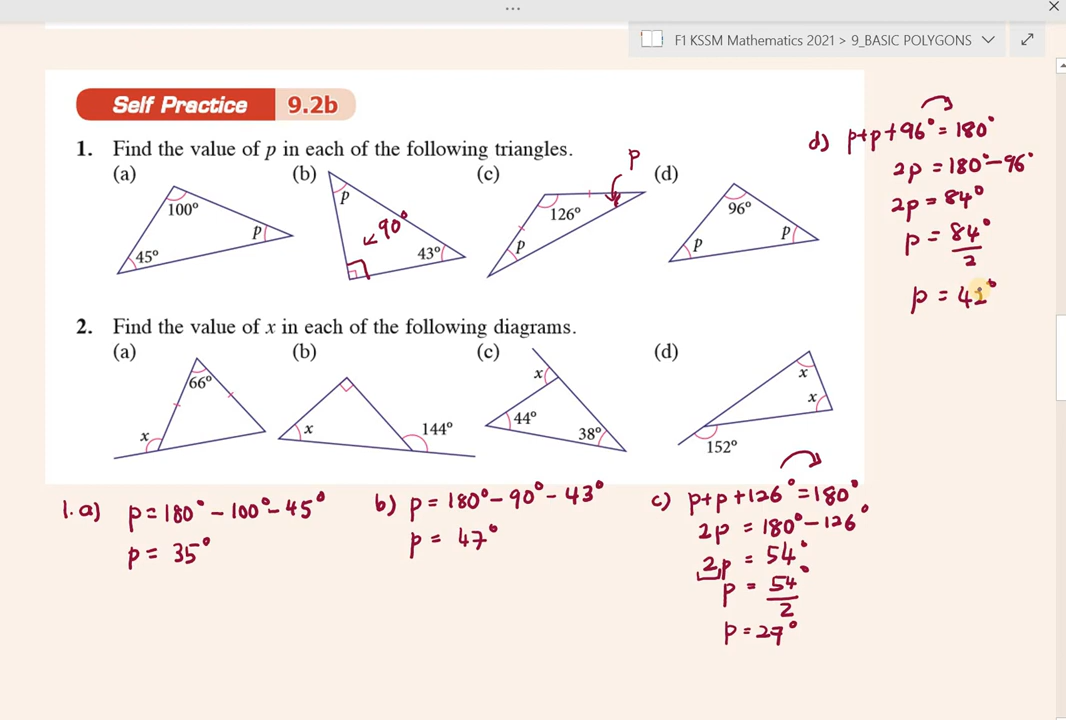 F1 KSSM Mathematics 2021 > 9_BASIC POLYGONS
Self Practice 9.2b
1. Find the value of p in each of the following triangles.
(a) (b) (c) (d)
100° P 45°
P 90° 43°
126° P P
96° P P
2. Find the value of x in each of the following diagrams.
(a) (b) (c) (d)
66° x
x 144°
x 44° 38°
x x 152°
1.a) p = 180° - 100° - 45°
p = 35°
b) p = 180° - 90° - 43°
p = 47°
c) p + p + 126° = 180°
2p = 180° - 126°
2p = 54°
p = 54°/2
p = 27°
d) p + p + 96° = 180°
2p = 180° - 96°
2p = 84°
p = 84°/2
p = 42°